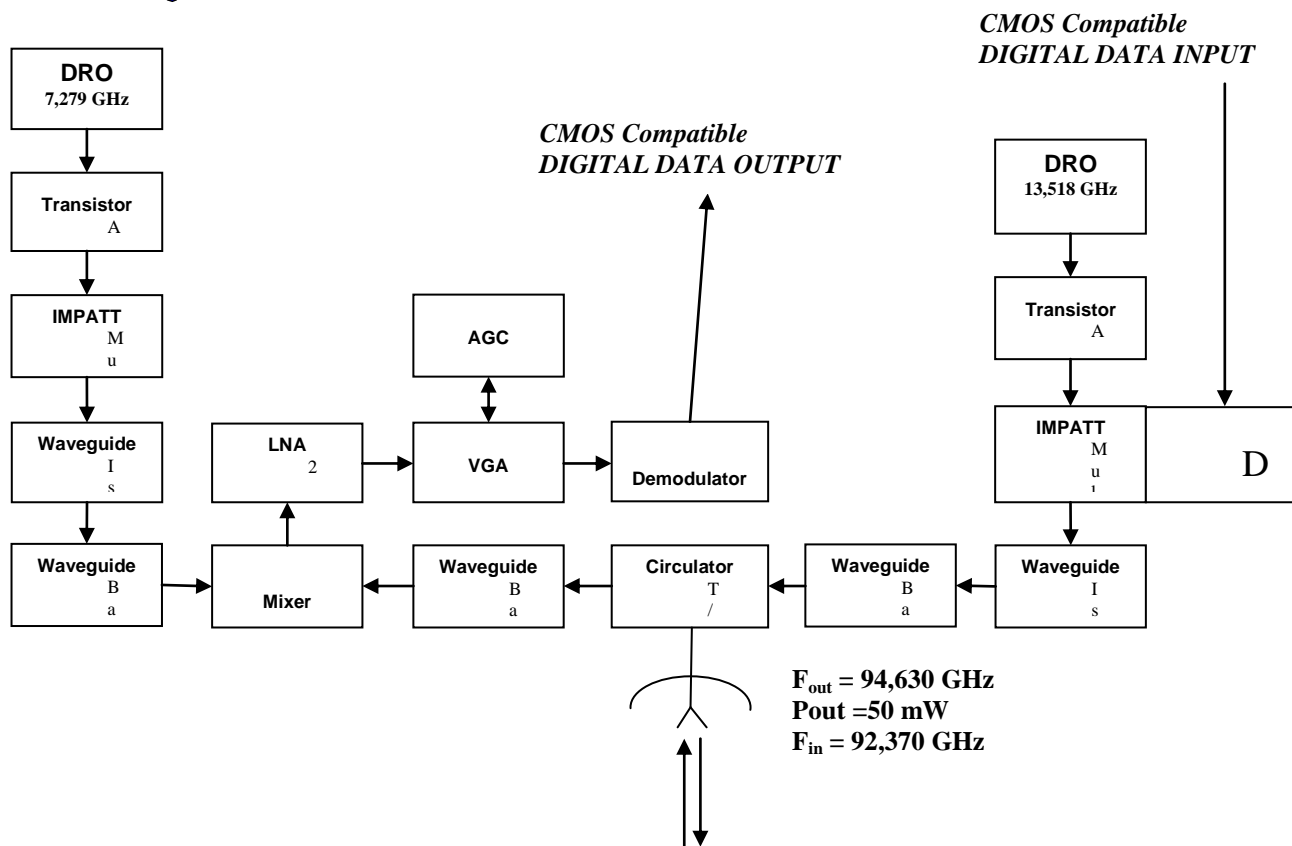 CMOS Compatible
DIGITAL DATA INPUT
DRO
7,279 GHz
CMOS Compatible
DIGITAL DATA OUTPUT
DRO
13,518 GHz
Transistor
A
Transistor
A
IMPATT
M
u
AGC
IMPATT
M
u
D
Waveguide
I
s
LNA
2
VGA
Demodulator
Waveguide
B
a
Mixer
Waveguide
B
a
Circulator
T
/
Waveguide
B
a
Waveguide
I
s
Fout = 94,630 GHz
Pout =50 mW
Fin = 92,370 GHz